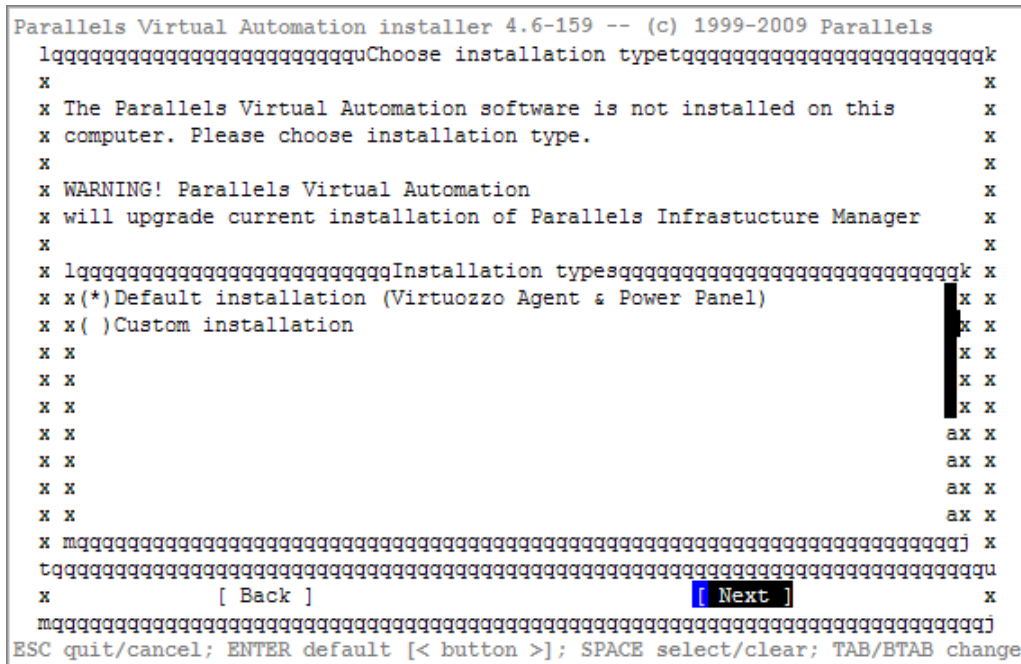 Parallels Virtual Automation installer 4.6-159 -- (c) 1999-2009 Parallels
lqqqqqqqqqqqqqqqqqqqqqqqquChoose installation typetqqqqqqqqqqqqqqqqqqqqqqqqk
x x
x The Parallels Virtual Automation software is not installed on this x
x computer. Please choose installation type. x
x x
x WARNING! Parallels Virtual Automation x
x will upgrade current installation of Parallels Infrastucture Manager x
x x
x lqqqqqqqqqqqqqqqqqqqqqqqqqInstallation typesqqqqqqqqqqqqqqqqqqqqqqqqqqqk x
x x(*)Default installation (Virtuozzo Agent & Power Panel) x x
x x( )Custom installation x x
x x x x
x x x x
x x x x
x x ax x
x x ax x
x x ax x
x x ax x
x mqqqqqqqqqqqqqqqqqqqqqqqqqqqqqqqqqqqqqqqqqqqqqqqqqqqqqqqqqqqqqqqqqqqqqqj x
tqqqqqqqqqqqqqqqqqqqqqqqqqqqqqqqqqqqqqqqqqqqqqqqqqqqqqqqqqqqqqqqqqqqqqqqqqqu
x [ Back ] [ Next ] x
mqqqqqqqqqqqqqqqqqqqqqqqqqqqqqqqqqqqqqqqqqqqqqqqqqqqqqqqqqqqqqqqqqqqqqqqqqqj
ESC quit/cancel; ENTER default [< button >]; SPACE select/clear; TAB/BTAB change